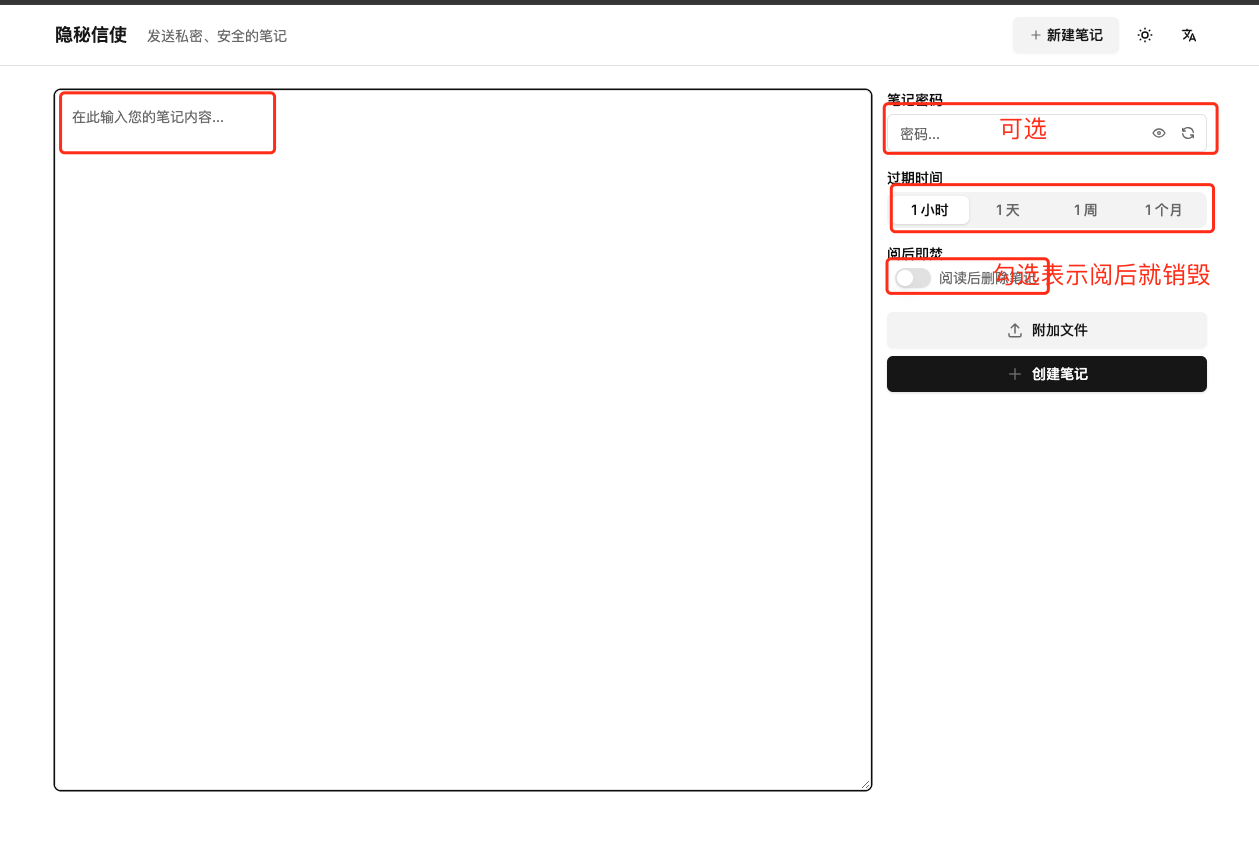 隐秘信使 发送私密、安全的笔记 新建笔记
在此输入您的笔记内容...
笔记密码
密码... 可选
过期时间
1 小时 1 天 1 周 1 个月
阅后即焚
阅读后删除笔记 勾选表示阅后就销毁
附加文件
创建笔记